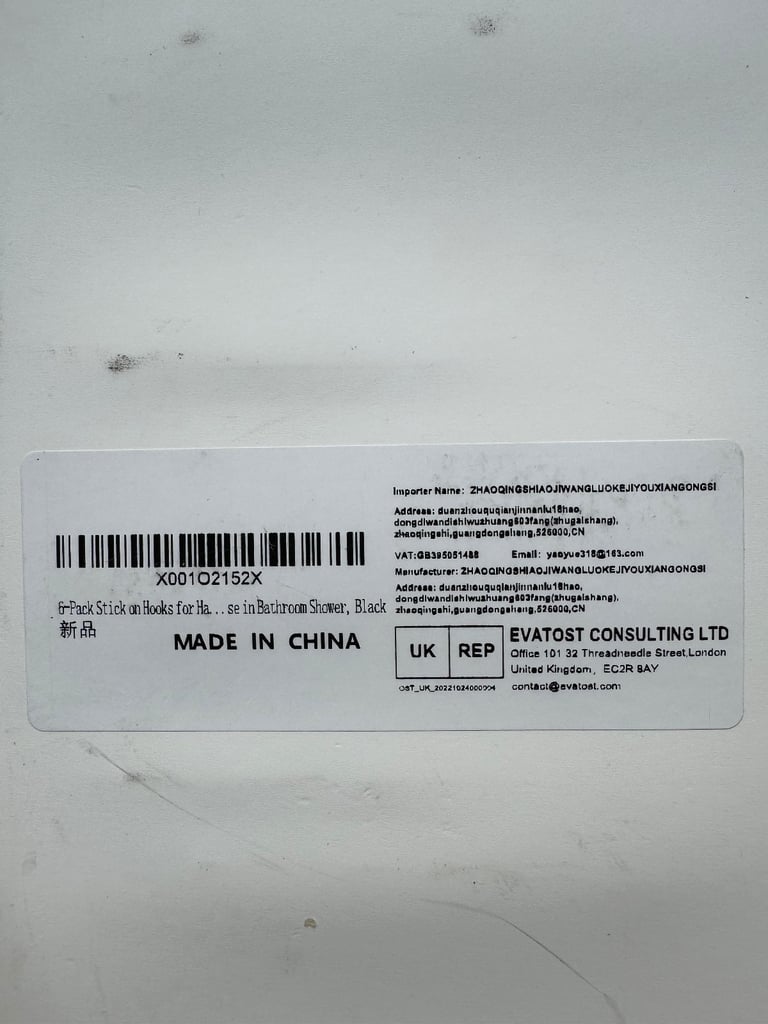 X001O2152X
6-Pack Stick on Hooks for Ha...se in Bathroom Shower, Black
新品
MADE IN CHINA
Importer Name: ZHAOQINGSHIAOJIWANGLUOKEJIYOUXIANGONGSI
Address: duanzhouquqianjinnanlu18hao,
dongdiwandishiwuzhuang603fang(zhugaishang),
zhaoqingshi,guangdongsheng,526000,CN
VAT:GB395051488 Email: yaoyue318@163.com
Manufacturer: ZHAOQINGSHIAOJIWANGLUOKEJIYOUXIANGONGSI
Address: duanzhouquqianjinnanlu18hao,
dongdiwandishiwuzhuang603fang(zhugaishang),
zhaoqingshi,guangdongsheng,526000,CN
UK REP
EVATOST CONSULTING LTD
Office 101 32 Threadneedle Street,London
United Kingdom, EC2R 8AY
contact@evatost.com